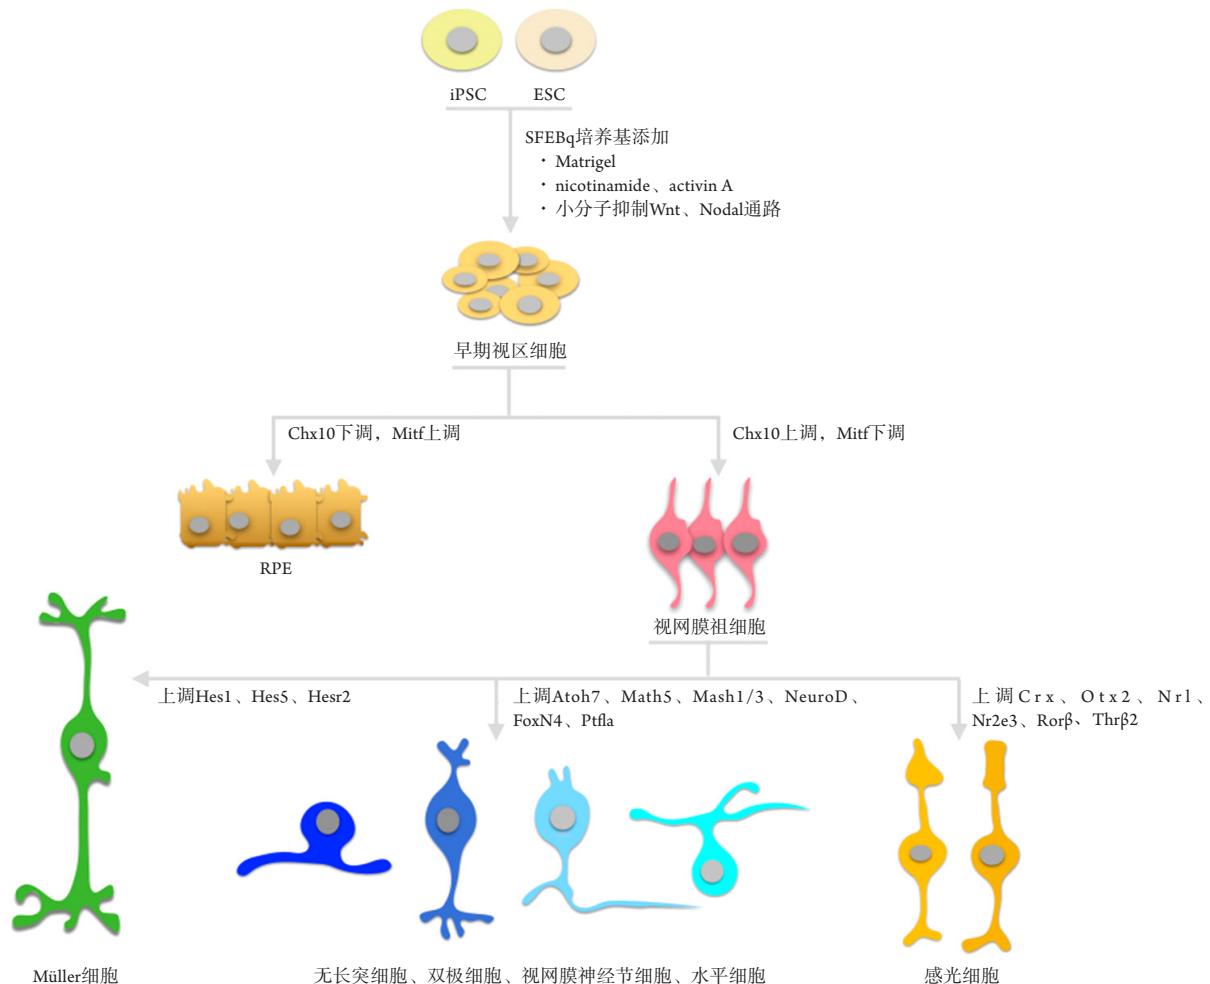 iPSC
ESC
SFEBq培养基添加
· Matrigel
· nicotinamide、activin A
· 小分子抑制Wnt、Nodal通路
早期视区细胞
Chx10下调，Mitf上调
Chx10上调，Mitf下调
RPE
视网膜祖细胞
上调Hes1、Hes5、Hesr2
上调Atoh7、Math5、Mash1/3、NeuroD、
FoxN4、Ptfla
上调Crx、Otx2、Nrl、
Nr2e3、Rorβ、Thrβ2
Müller细胞
无长突细胞、双极细胞、视网膜神经节细胞、水平细胞
感光细胞